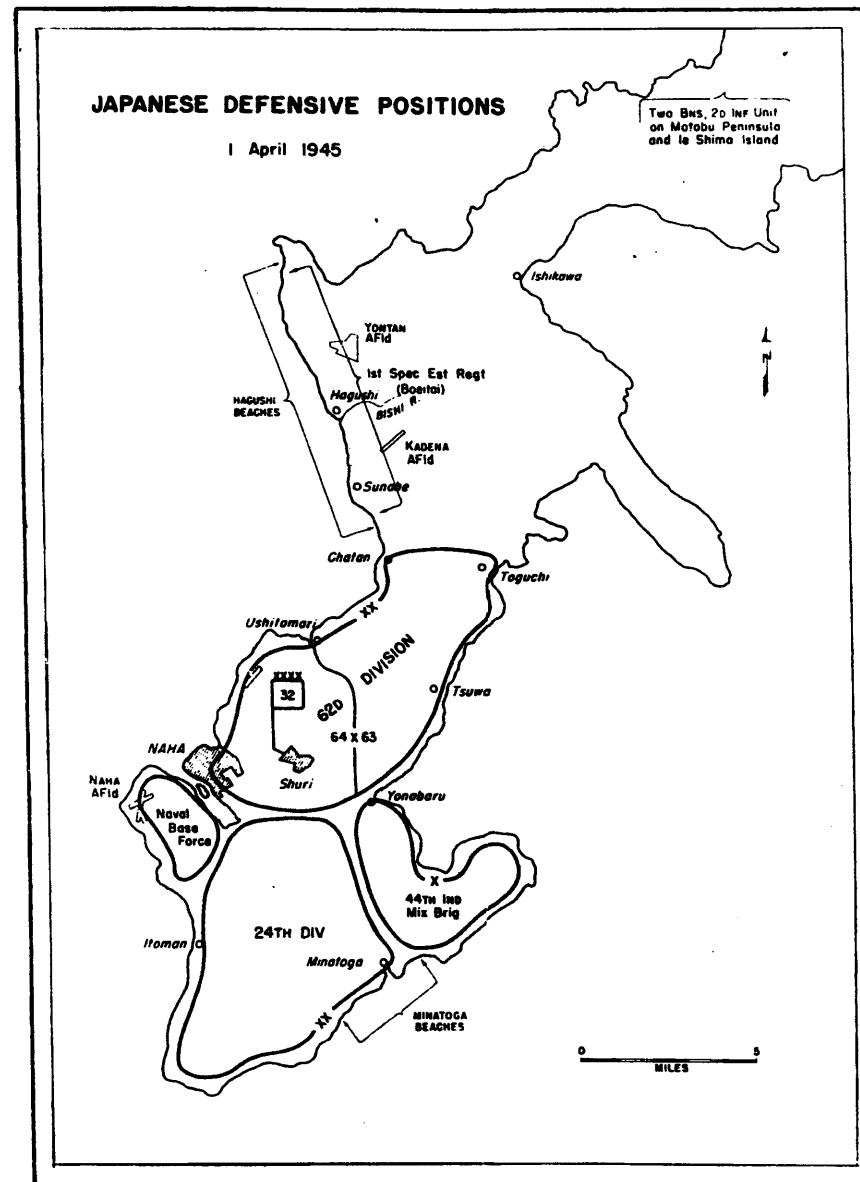 JAPANESE DEFENSIVE POSITIONS
1 April 1945
Two BNS, 2D INF Unit
on Motobu Peninsula
and Ie Shima Island
Ishikawa
N
YONTAN
AFld
1st Spec Est Regt
(Boeitai)
Hagushi
BISHI R.
HAGUSHI
BEACHES
KADENA
AFld
Sunabe
Chatan
Toguchi
XX
Ushitomari
62D DIVISION
XXXX
32
Tsuwa
64 X 63
NAHA
Shuri
NAHA
AFld
Yonabaru
Naval
Base
Force
X
44TH IND
Mix Brig
24TH DIV
Itoman
Minatoga
XX
MINATOGA
BEACHES
0 5
MILES